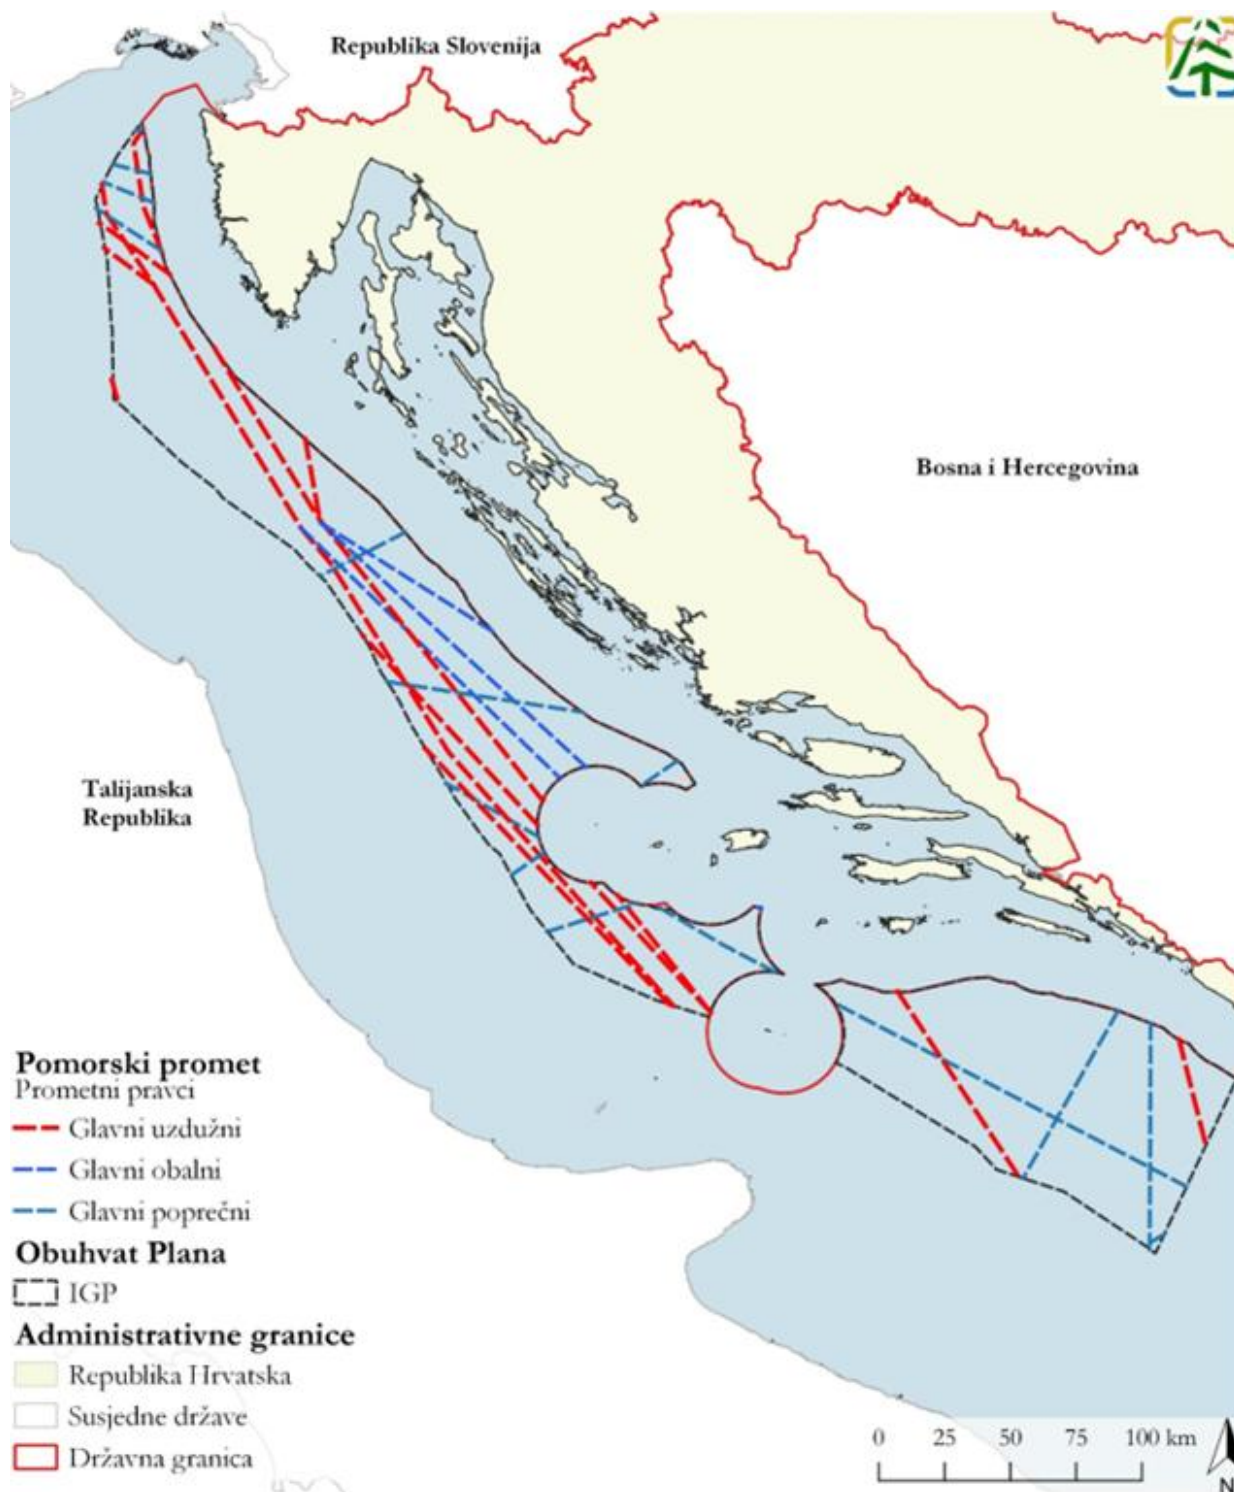 Republika Slovenija
Bosna i Hercegovina
Talijanska
Republika
Pomorski promet
Prometni pravci
Glavni uzdužni
Glavni obalni
Glavni poprečni
Obuhvat Plana
IGP
Administrativne granice
Republika Hrvatska
Susjedne države
Državna granica
0 25 50 75 100 km
N